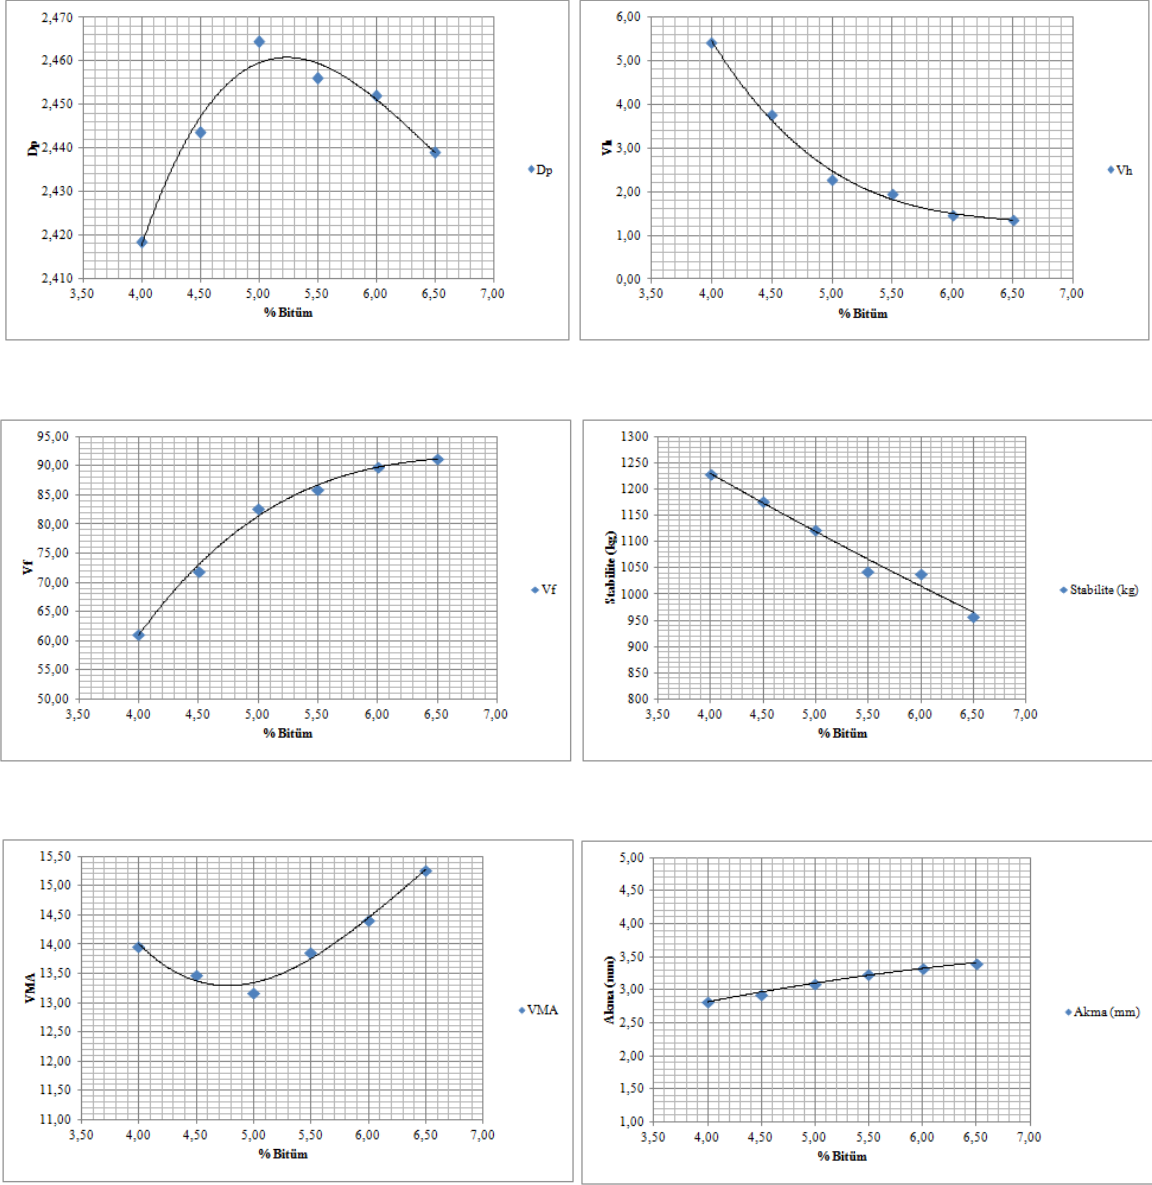 2,470
2,460
2,450
2,440
2,430
2,420
2,410
Dp
3,50 4,00 4,50 5,00 5,50 6,00 6,50 7,00
% Bitüm
Dp
6,00
5,00
4,00
3,00
2,00
1,00
0,00
Vh
3,50 4,00 4,50 5,00 5,50 6,00 6,50 7,00
% Bitüm
Vh
95,00
90,00
85,00
80,00
75,00
70,00
65,00
60,00
55,00
50,00
Vf
3,50 4,00 4,50 5,00 5,50 6,00 6,50 7,00
% Bitüm
Vf
1300
1250
1200
1150
1100
1050
1000
950
900
850
800
Stabilite (kg)
3,50 4,00 4,50 5,00 5,50 6,00 6,50 7,00
% Bitüm
Stabilite (kg)
15,50
15,00
14,50
14,00
13,50
13,00
12,50
12,00
11,50
11,00
VMA
3,50 4,00 4,50 5,00 5,50 6,00 6,50 7,00
% Bitüm
VMA
5,00
4,50
4,00
3,50
3,00
2,50
2,00
1,50
1,00
Akma (mm)
3,50 4,00 4,50 5,00 5,50 6,00 6,50 7,00
% Bitüm
Akma (mm)